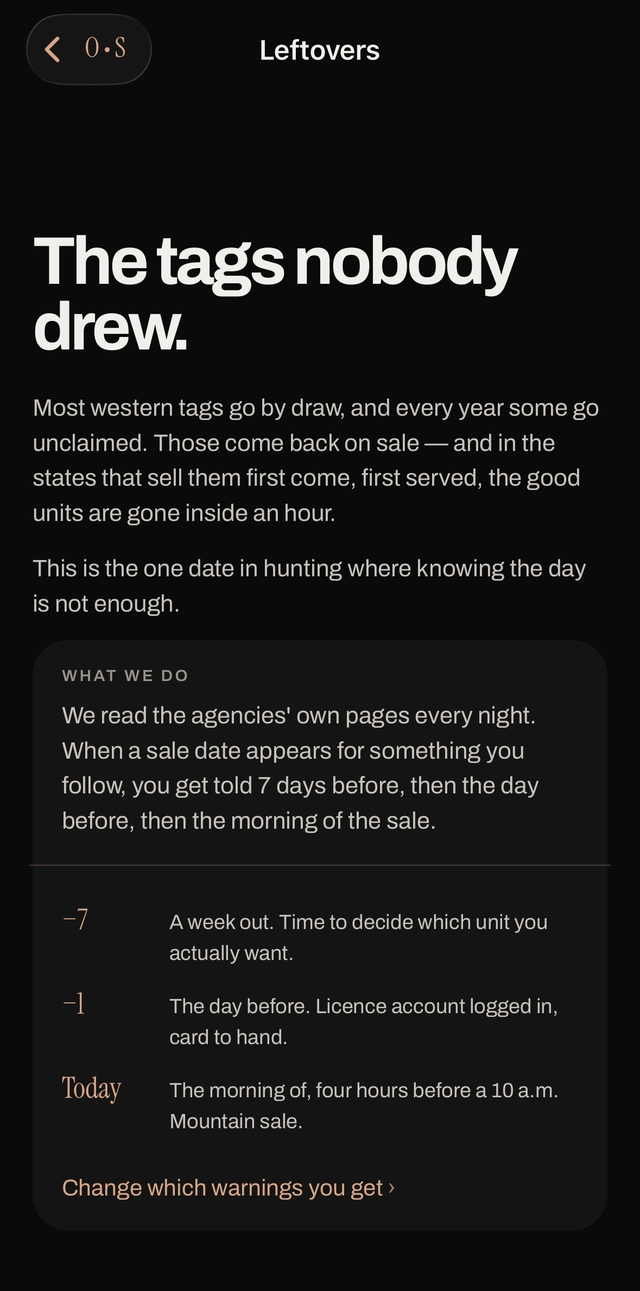 O·S
Leftovers
The tags nobody
drew.
Most western tags go by draw, and every year some go
unclaimed. Those come back on sale — and in the
states that sell them first come, first served, the good
units are gone inside an hour.
This is the one date in hunting where knowing the day
is not enough.
WHAT WE DO
We read the agencies' own pages every night.
When a sale date appears for something you
follow, you get told 7 days before, then the day
before, then the morning of the sale.
−7
A week out. Time to decide which unit you
actually want.
−1
The day before. Licence account logged in,
card to hand.
Today
The morning of, four hours before a 10 a.m.
Mountain sale.
Change which warnings you get ›